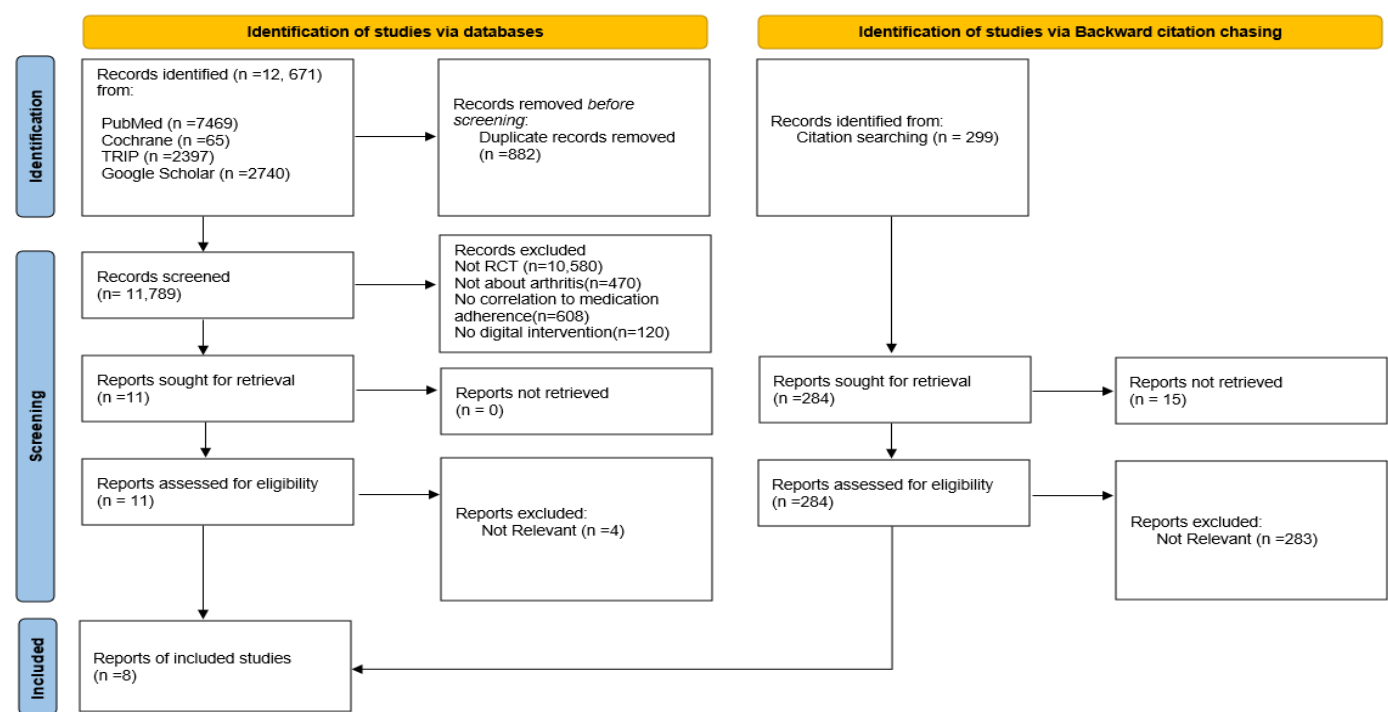 Identification of studies via databases
Identification of studies via Backward citation chasing
Identification
Records identified (n =12, 671)
from:
PubMed (n =7469)
Cochrane (n =65)
TRIP (n =2397)
Google Scholar (n =2740)
Records removed before
screening:
Duplicate records removed
(n =882)
Records identified from:
Citation searching (n = 299)
Screening
Records screened
(n= 11,789)
Records excluded
Not RCT (n=10,580)
Not about arthritis(n=470)
No correlation to medication
adherence(n=608)
No digital intervention(n=120)
Reports sought for retrieval
(n =11)
Reports not retrieved
(n = 0)
Reports sought for retrieval
(n =284)
Reports not retrieved
(n = 15)
Reports assessed for eligibility
(n = 11)
Reports excluded:
Not Relevant (n =4)
Reports assessed for eligibility
(n =284)
Reports excluded:
Not Relevant (n =283)
Included
Reports of included studies
(n =8)